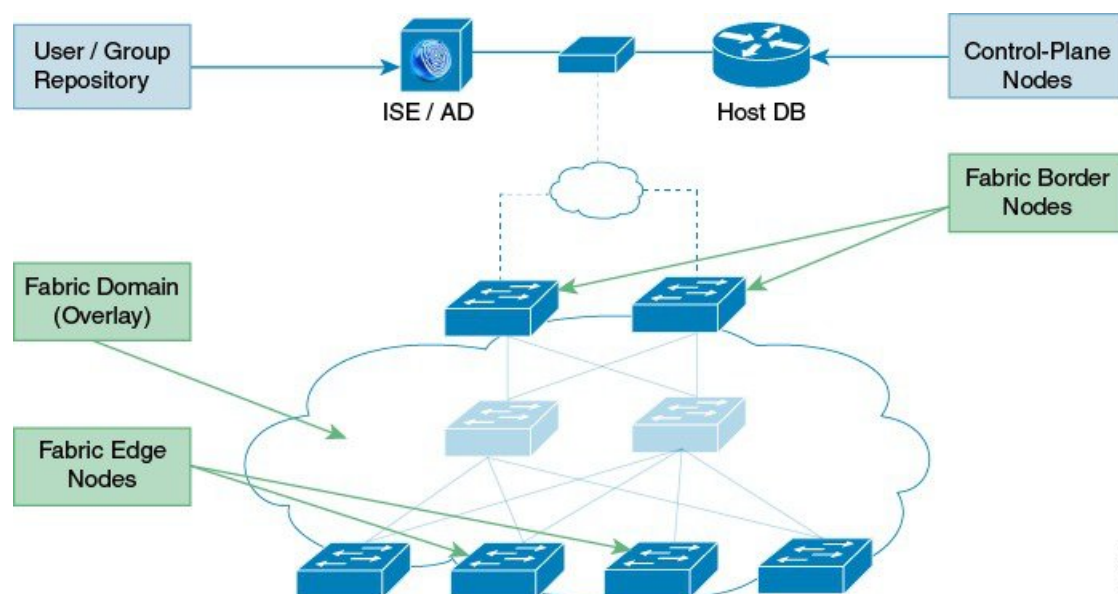 User / Group
Repository
ISE / AD
Host DB
Control-Plane
Nodes
Fabric Border
Nodes
Fabric Domain
(Overlay)
Fabric Edge
Nodes